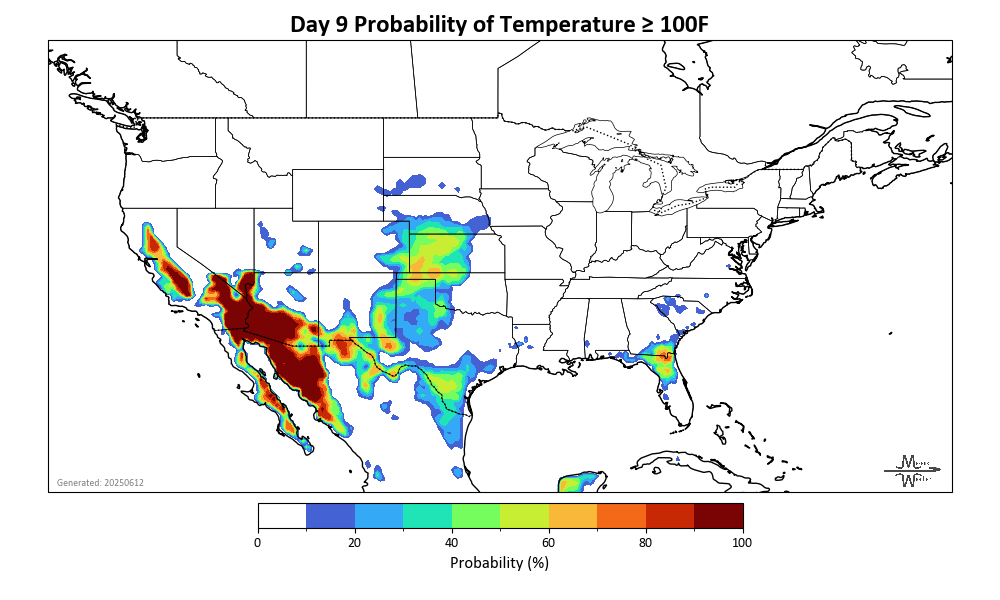 Day 9 Probability of Temperature ≥ 100F
Generated: 20250612
0 20 40 60 80 100
Probability (%)